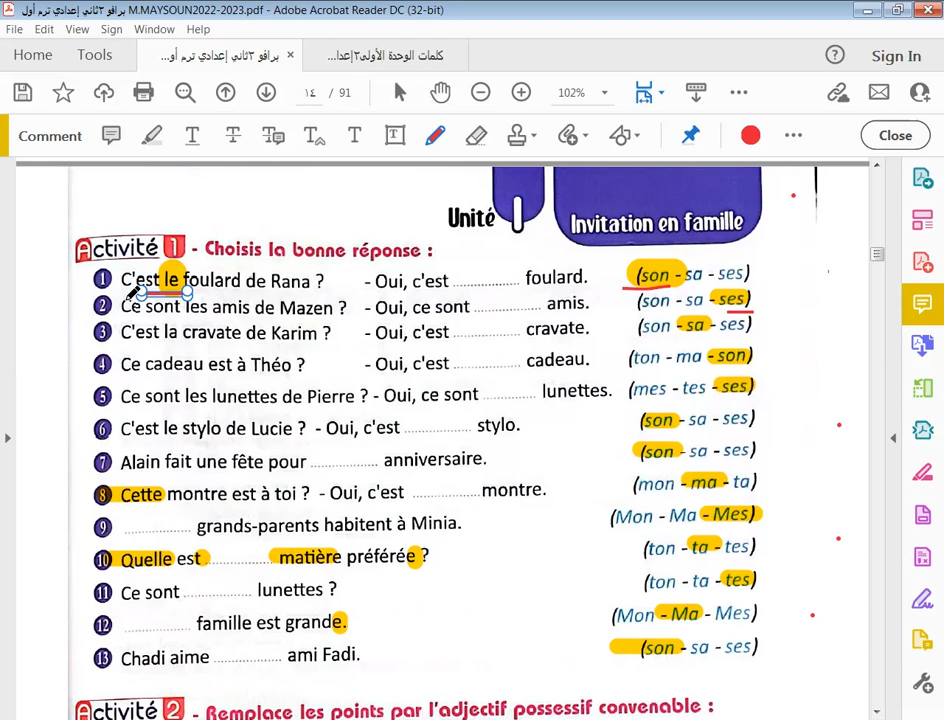 M.MAYSOUN2022-2023.pdf - Adobe Acrobat Reader DC (32-bit) برافو ٢ثاني إعدادي ترم أول
File Edit View Sign Window Help
Home Tools برافو ٢ثاني إعدادي ترم أو... × كلمات الوحدة الأولى٢إعدا... ? Sign In
١٤ / 91 102%
Comment Close
Unité 1 Invitation en famille
Activité 1 - Choisis la bonne réponse :
1 C'est le foulard de Rana ? - Oui, c'est .............. foulard. (son - sa - ses)
2 Ce sont les amis de Mazen ? - Oui, ce sont .............. amis. (son - sa - ses)
3 C'est la cravate de Karim ? - Oui, c'est .............. cravate. (son - sa - ses)
4 Ce cadeau est à Théo ? - Oui, c'est .............. cadeau. (ton - ma - son)
5 Ce sont les lunettes de Pierre ? - Oui, ce sont .............. lunettes. (mes - tes - ses)
6 C'est le stylo de Lucie ? - Oui, c'est .............. stylo. (son - sa - ses)
7 Alain fait une fête pour .............. anniversaire. (son - sa - ses)
8 Cette montre est à toi ? - Oui, c'est .............. montre. (mon - ma - ta)
9 .............. grands-parents habitent à Minia. (Mon - Ma - Mes)
10 Quelle est .............. matière préférée ? (ton - ta - tes)
11 Ce sont .............. lunettes ? (ton - ta - tes)
12 .............. famille est grande. (Mon - Ma - Mes)
13 Chadi aime .............. ami Fadi. (son - sa - ses)
Activité 2 - Remplace les points par l'adjectif possessif convenable :